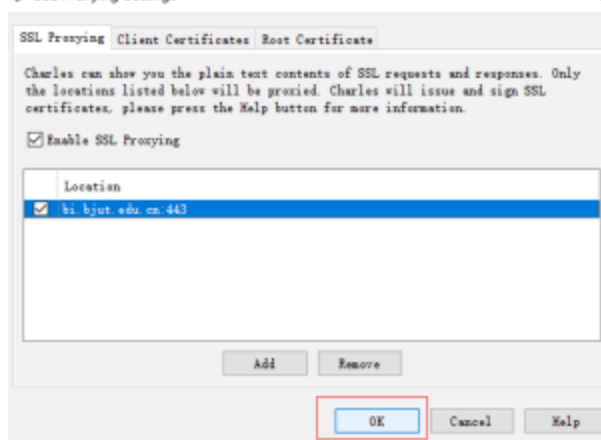 SSL Proxying Client Certificates Root Certificate
Charles can show you the plain text contents of SSL requests and responses. Only
the locations listed below will be proxied. Charles will issue and sign SSL
certificates, please press the Help button for more information.
Enable SSL Proxying
Location
bi.bjut.edu.cn:443
Add Remove
OK Cancel Help